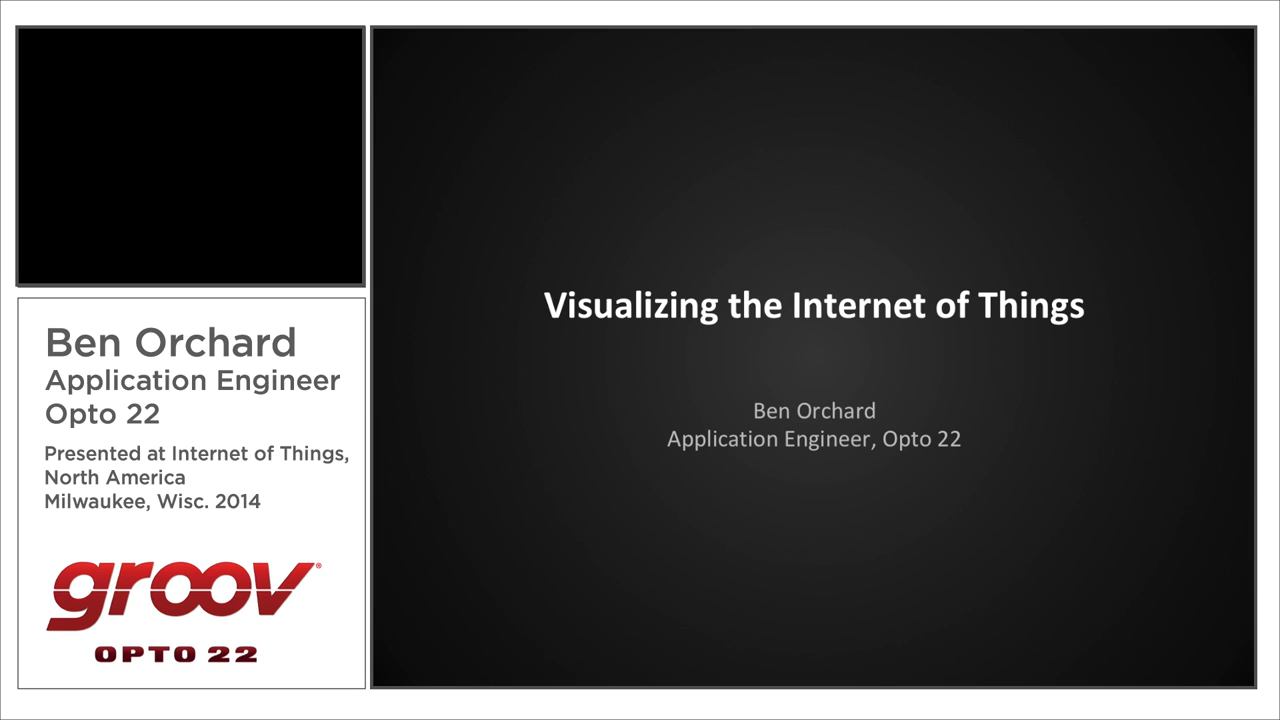 Ben Orchard
Application Engineer
Opto 22
Presented at Internet of Things,
North America
Milwaukee, Wisc. 2014
groov®
OPTO 22
Visualizing the Internet of Things
Ben Orchard
Application Engineer, Opto 22